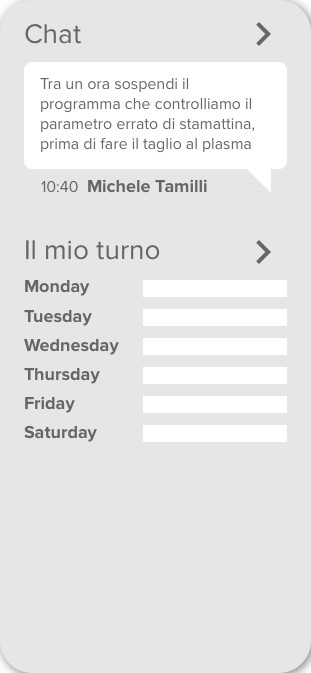 Chat
Tra un ora sospendi il
programma che controlliamo il
parametro errato di stamattina,
prima di fare il taglio al plasma
10:40 Michele Tamilli
Il mio turno
Monday
Tuesday
Wednesday
Thursday
Friday
Saturday